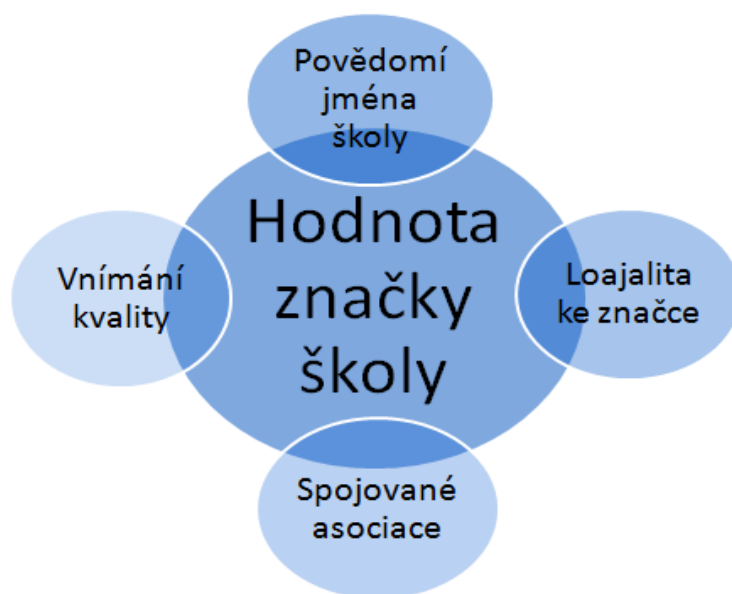 Povědomí
jména
školy
Hodnota
značky
školy
Vnímání
kvality
Loajalita
ke značce
Spojované
asociace